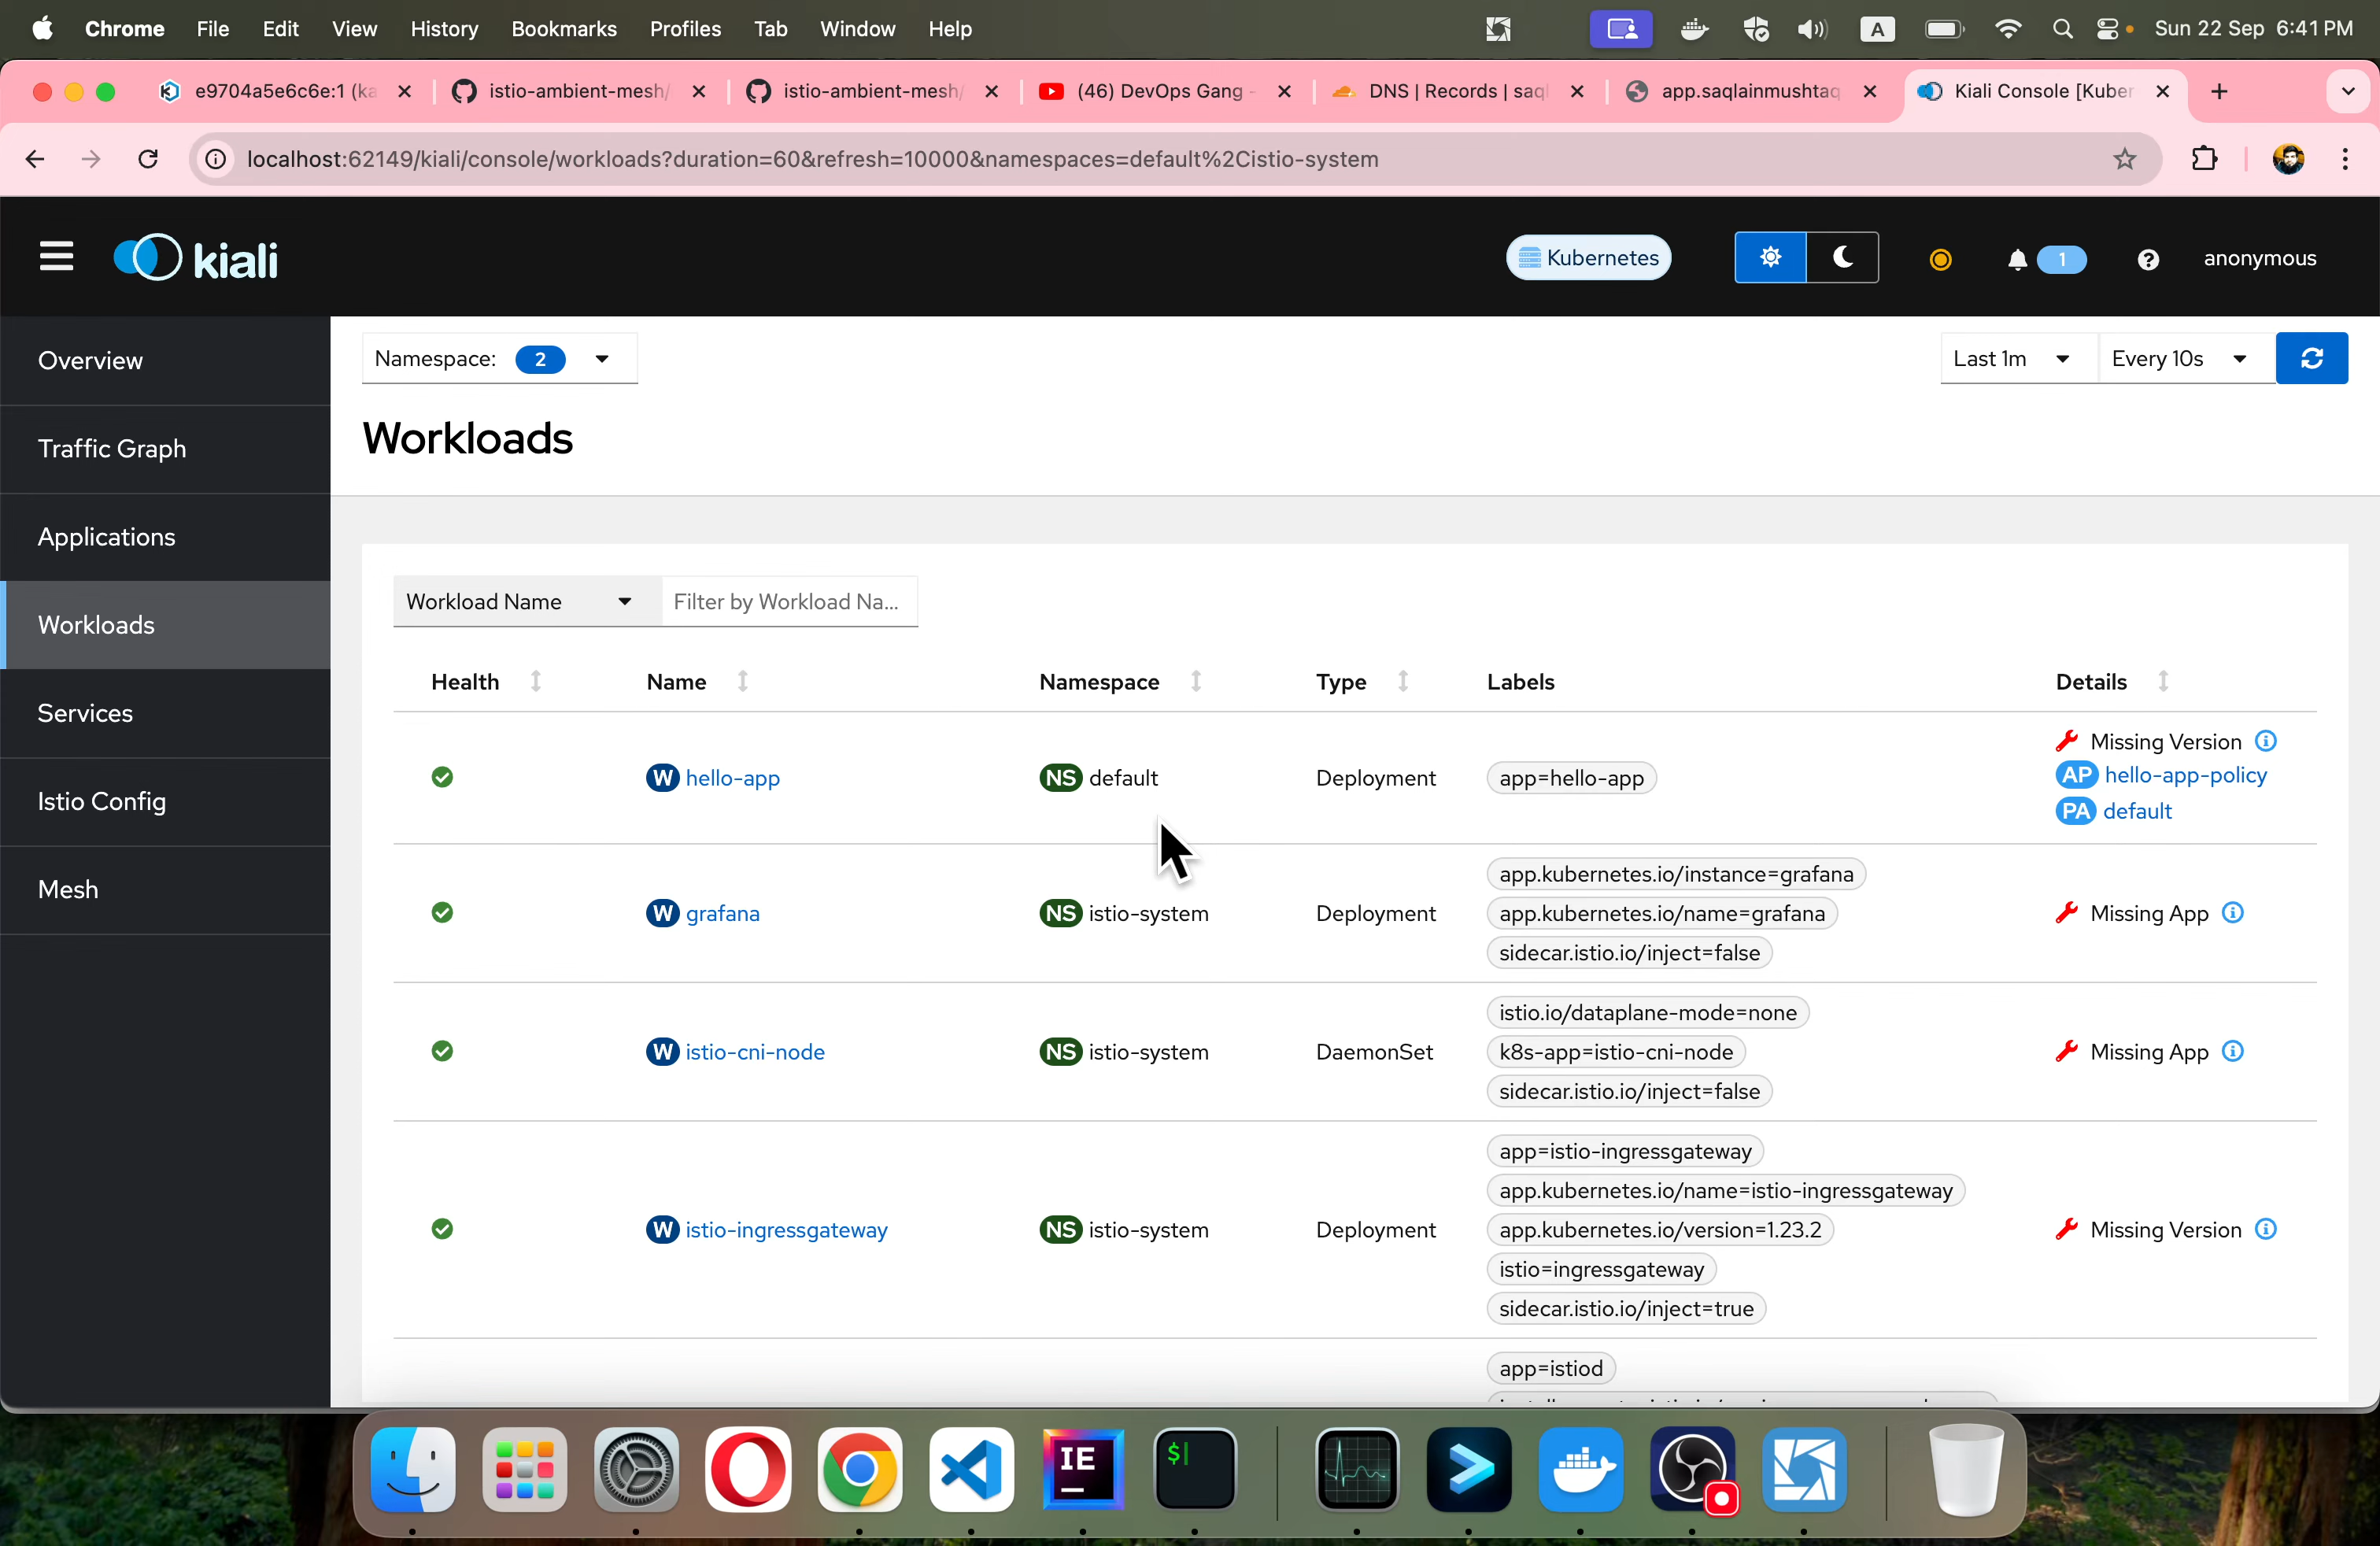 Chrome File Edit View History Bookmarks Profiles Tab Window Help A Sun 22 Sep 6:41 PM
e9704a5e6c6e:1 (ka istio-ambient-mesh/ istio-ambient-mesh/ (46) DevOps Gang - DNS | Records | saql app.saqlainmushtaq Kiali Console [Kuber
localhost:62149/kiali/console/workloads?duration=60&refresh=10000&namespaces=default%2Cistio-system
kiali Kubernetes 1 anonymous
Overview
Traffic Graph
Applications
Workloads
Services
Istio Config
Mesh
Namespace: 2 Last 1m Every 10s
Workloads
Workload Name Filter by Workload Na...
Health Name Namespace Type Labels Details
W hello-app NS default Deployment app=hello-app
Missing Version
AP hello-app-policy
PA default
W grafana NS istio-system Deployment
app.kubernetes.io/instance=grafana
app.kubernetes.io/name=grafana
sidecar.istio.io/inject=false
Missing App
W istio-cni-node NS istio-system DaemonSet
istio.io/dataplane-mode=none
k8s-app=istio-cni-node
sidecar.istio.io/inject=false
Missing App
W istio-ingressgateway NS istio-system Deployment
app=istio-ingressgateway
app.kubernetes.io/name=istio-ingressgateway
app.kubernetes.io/version=1.23.2
istio=ingressgateway
sidecar.istio.io/inject=true
Missing Version
app=istiod
IE
$